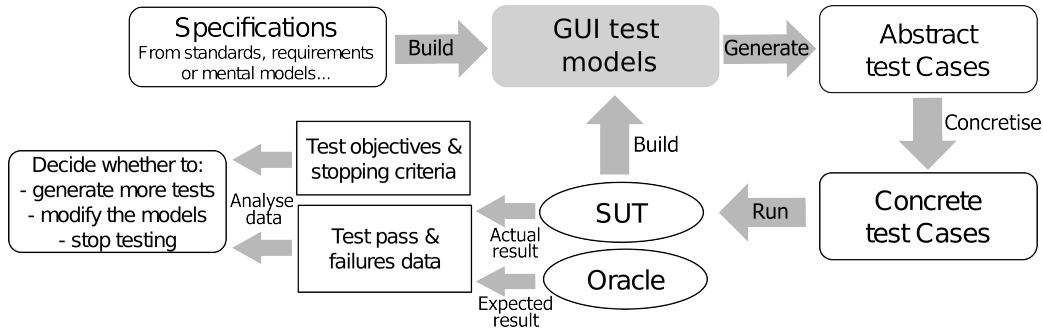 Specifications
From standards, requirements
or mental models...
Build
GUI test
models
Generate
Abstract
test Cases
Concretise
Concrete
test Cases
Run
Build
SUT
Oracle
Actual
result
Expected
result
Test objectives &
stopping criteria
Test pass &
failures data
Analyse
data
Decide whether to:
- generate more tests
- modify the models
- stop testing